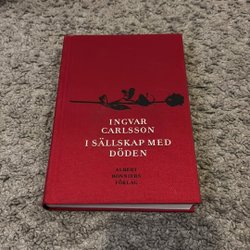 INGVAR
CARLSSON
I SÄLLSKAP MED
DÖDEN
ALBERT
BONNIERS
FÖRLAG